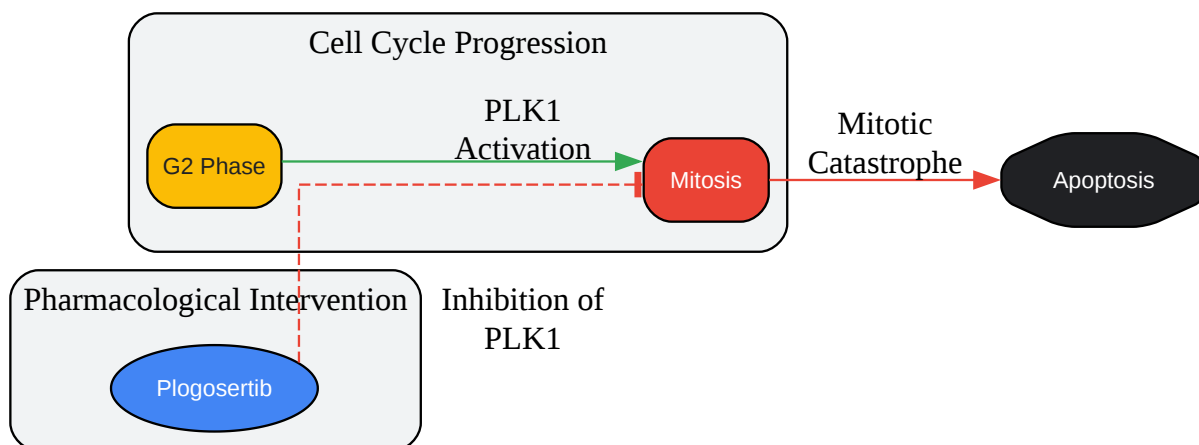 Cell Cycle Progression
PLK1
Activation
G2 Phase
Mitosis
Mitotic
Catastrophe
Apoptosis
Pharmacological Intervention
Inhibition of
PLK1
Plogosertib